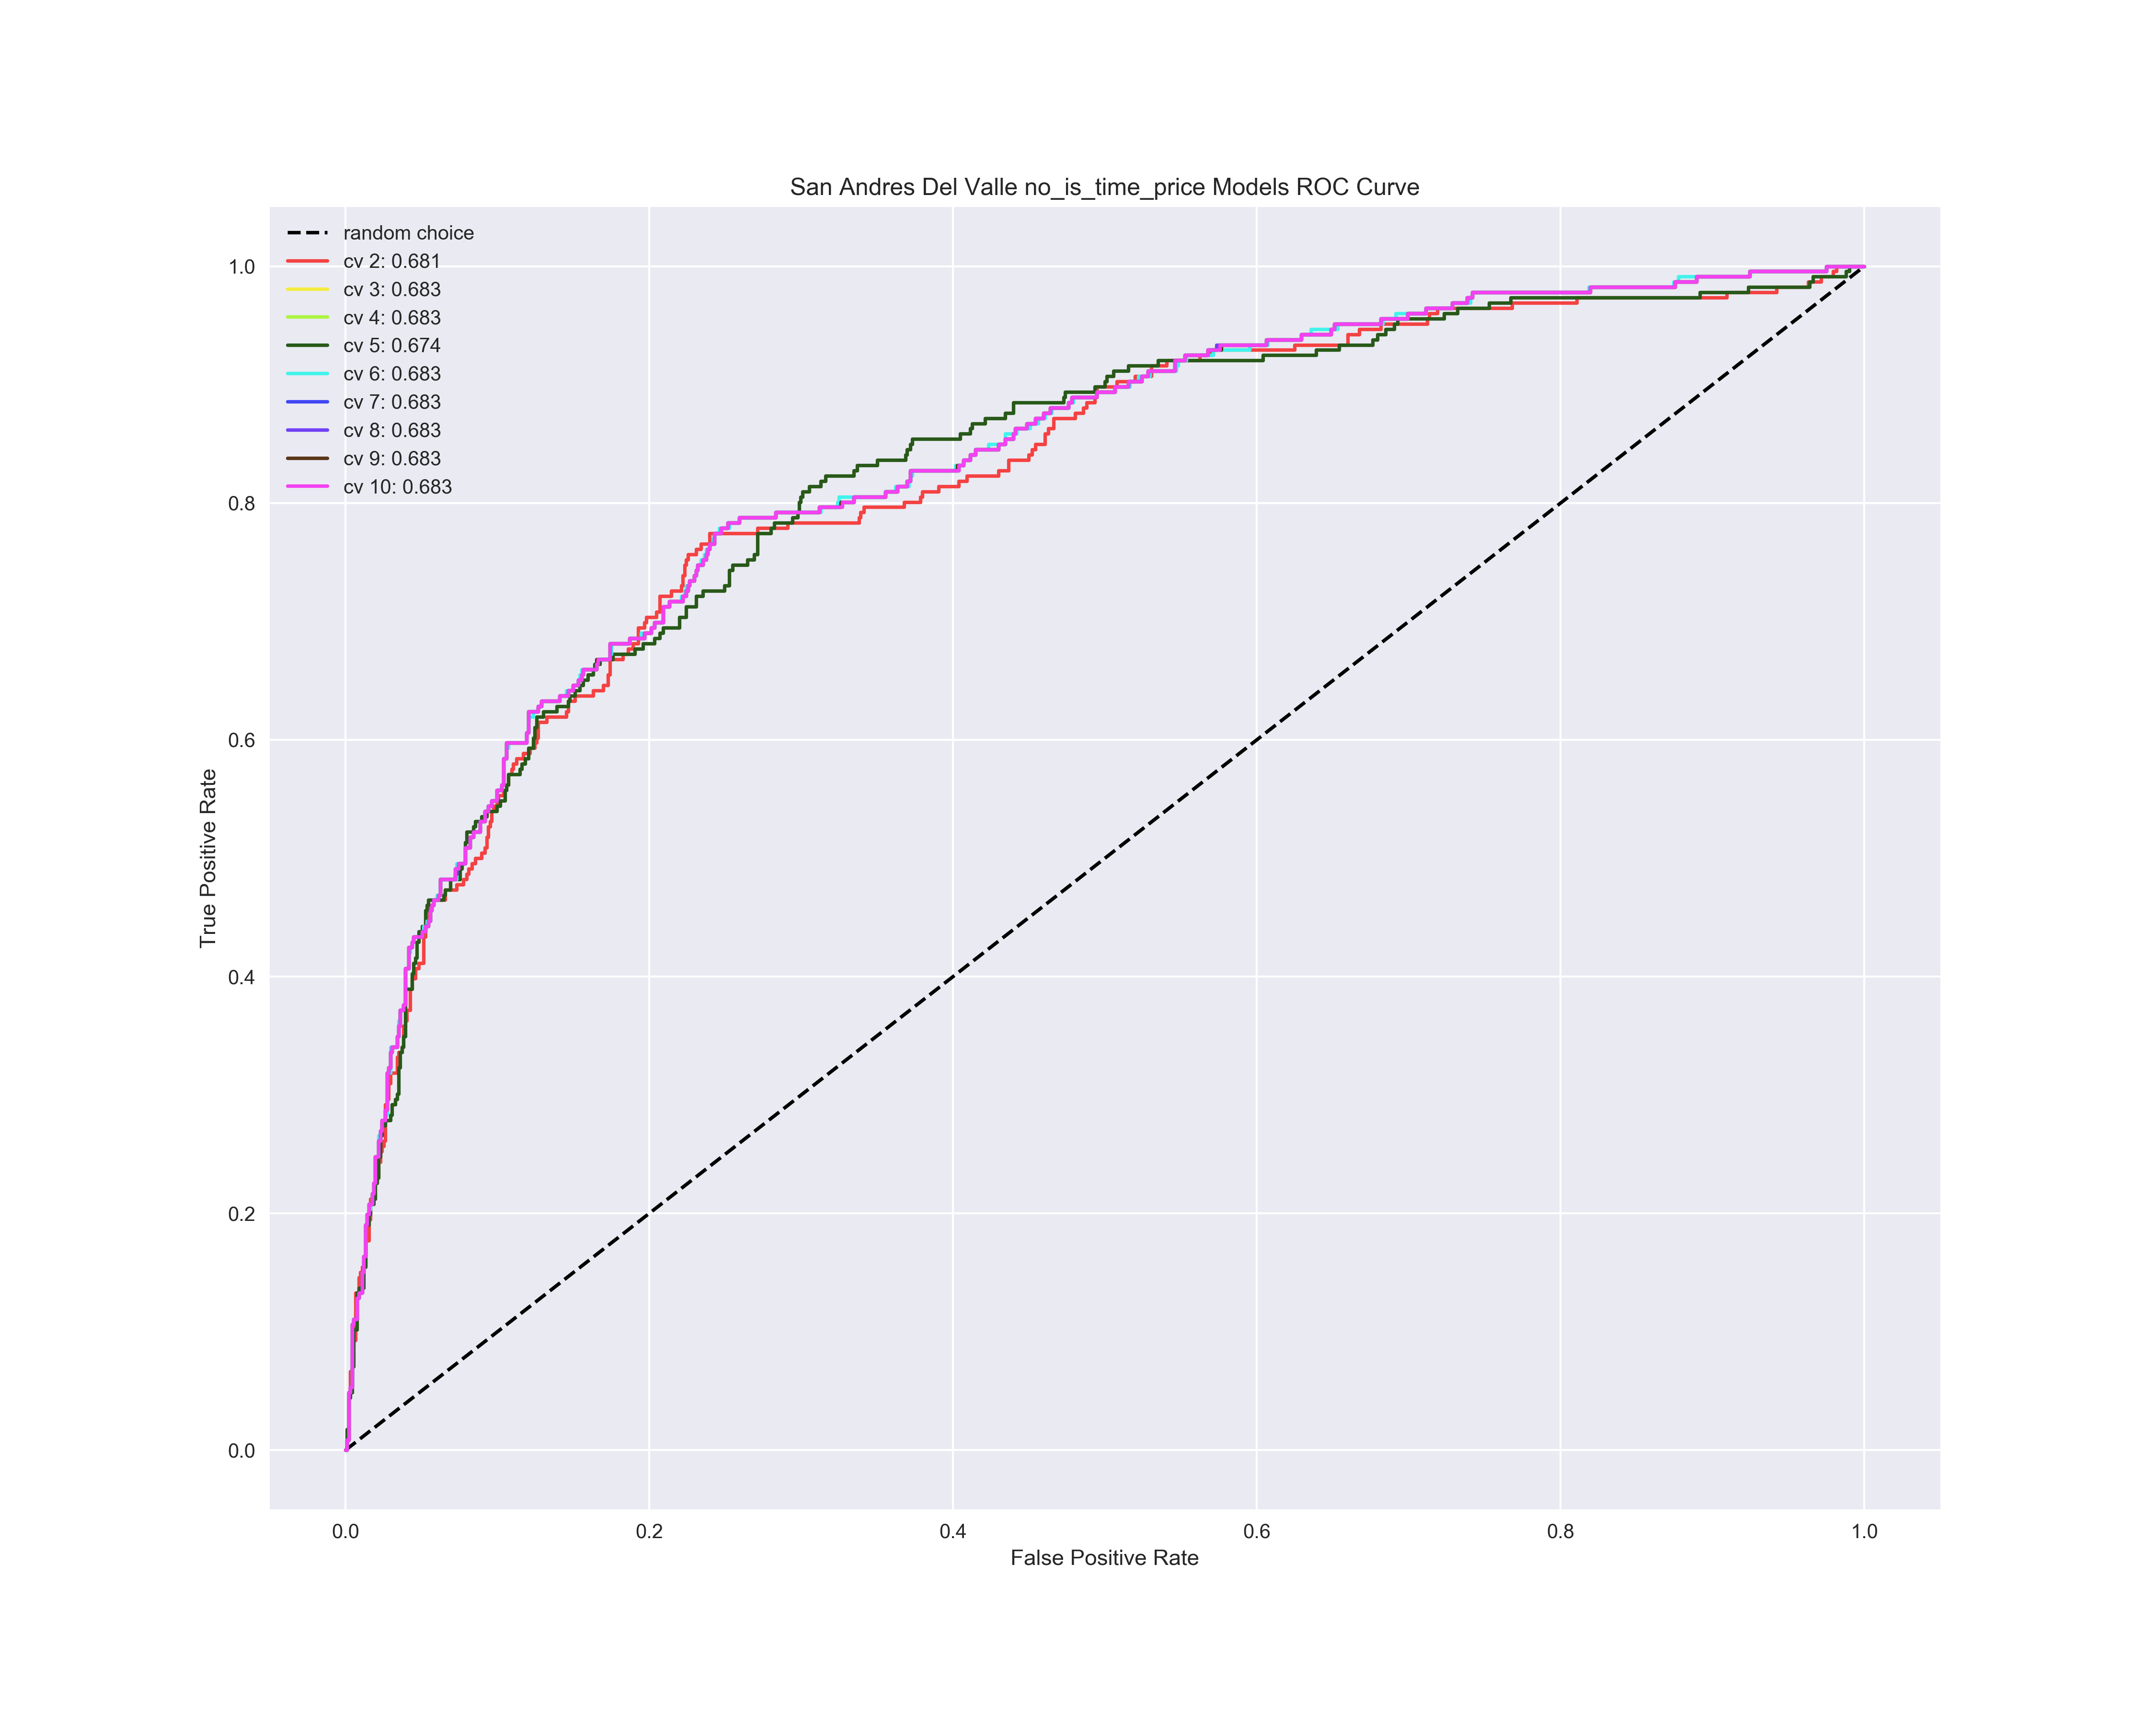 San Andres Del Valle no_is_time_price Models ROC Curve
random choice
cv 2: 0.681
cv 3: 0.683
cv 4: 0.683
cv 5: 0.674
cv 6: 0.683
cv 7: 0.683
cv 8: 0.683
cv 9: 0.683
cv 10: 0.683
1.0
0.8
0.6
0.4
0.2
0.0
True Positive Rate
0.0 0.2 0.4 0.6 0.8 1.0
False Positive Rate